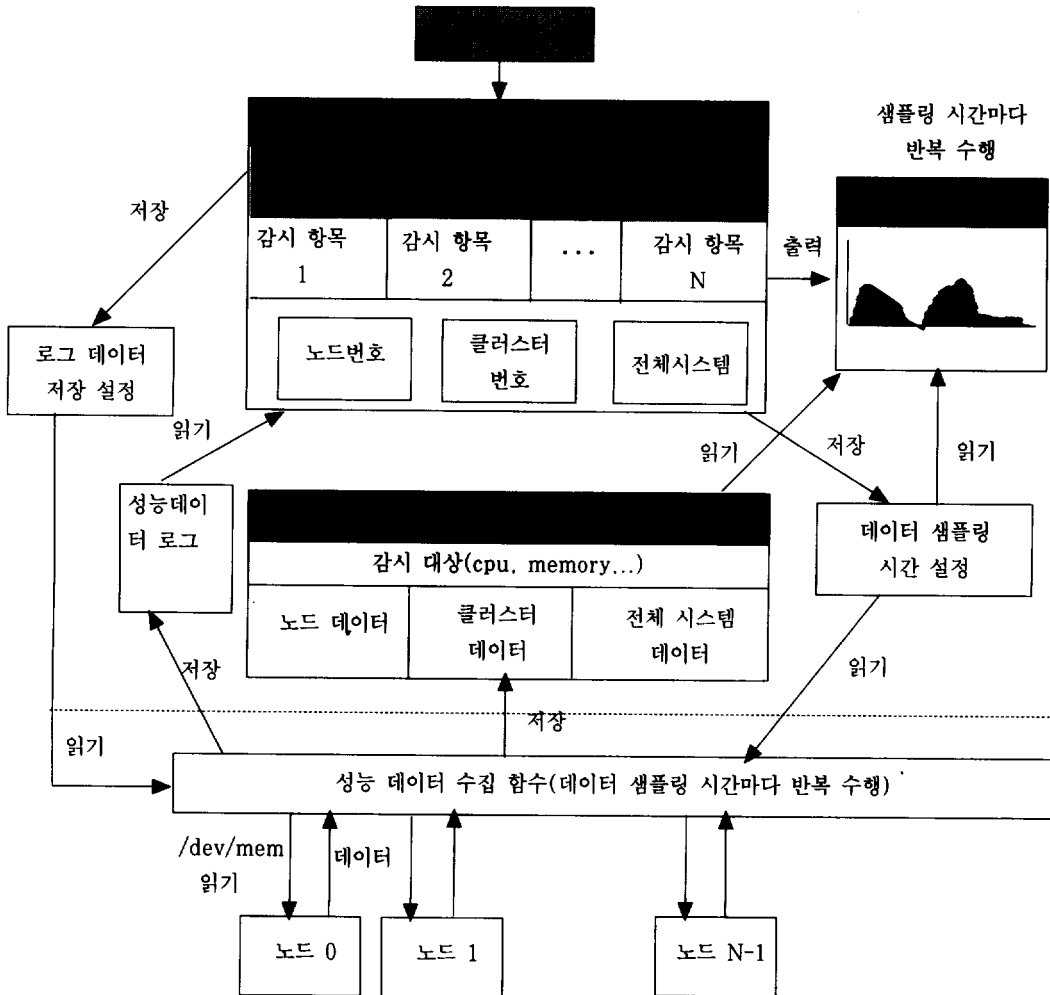 샘플링 시간마다
반복 수행
저장
감시 항목
1
감시 항목
2
...
감시 항목
N
출력
로그 데이터
저장 설정
노드번호
클러스터
번호
전체시스템
읽기
읽기
저장
읽기
성능데이
터 로그
데이터 샘플링
시간 설정
감시 대상(cpu, memory...)
노드 데이터
클러스터
데이터
전체 시스템
데이터
저장
읽기
저장
읽기
성능 데이터 수집 함수(데이터 샘플링 시간마다 반복 수행)
/dev/mem
읽기
데이터
노드 0
노드 1
노드 N-1